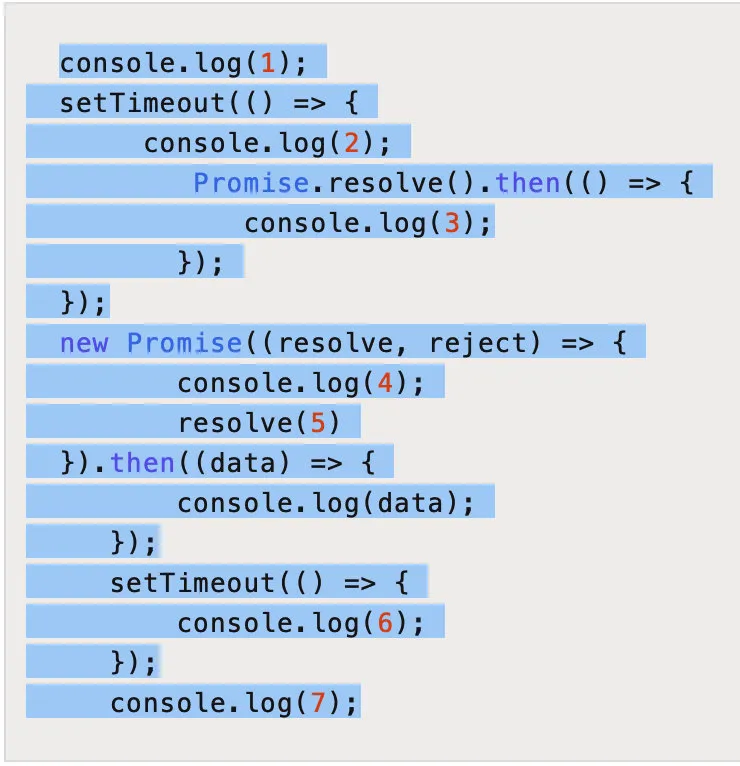 console.log(1);
setTimeout(() => {
console.log(2);
Promise.resolve().then(() => {
console.log(3);
});
});
new Promise((resolve, reject) => {
console.log(4);
resolve(5)
}).then((data) => {
console.log(data);
});
setTimeout(() => {
console.log(6);
});
console.log(7);